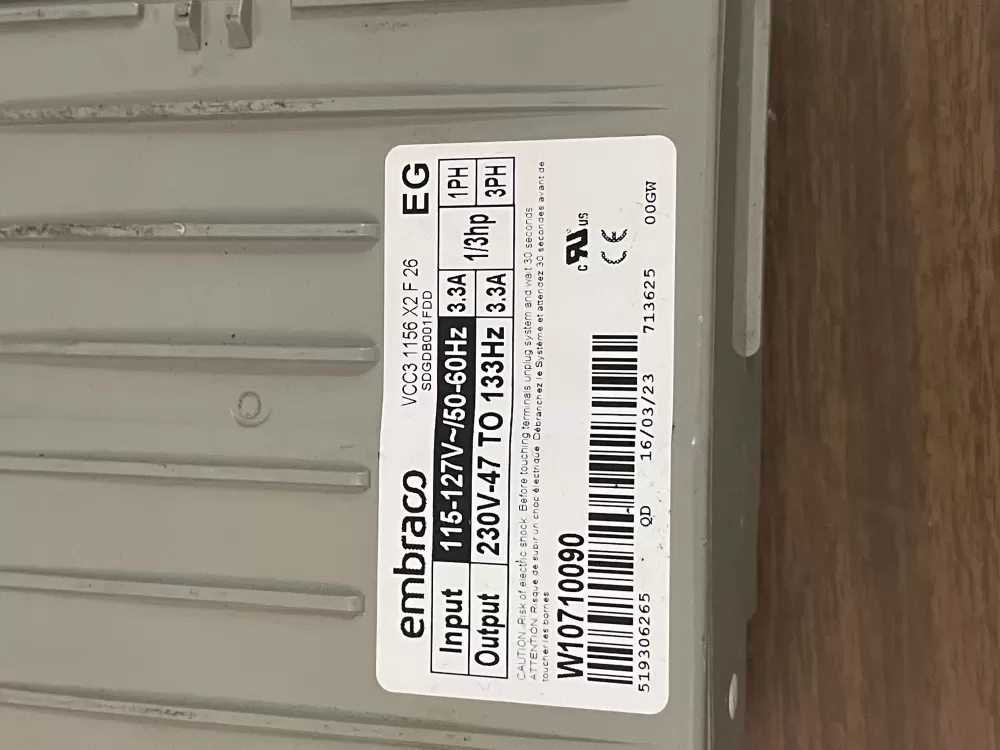 embraco VCC3 1156 X2 F 26 EG
SDGDB001FDD
Input 115-127V~/50-60Hz 3.3A 1/3hp 1PH
Output 230V-47 TO 133Hz 3.3A 3PH
CAUTION: Risk of electric shock. Before touching terminals unplug system and wait 30 seconds
ATTENTION: Risque de subir un choc électrique. Débranchez le Système et attendez 30 secondes avant de
toucher les bornes
W10710090
c RU us
CE
519306265 QD 16/03/23 713625 00GW